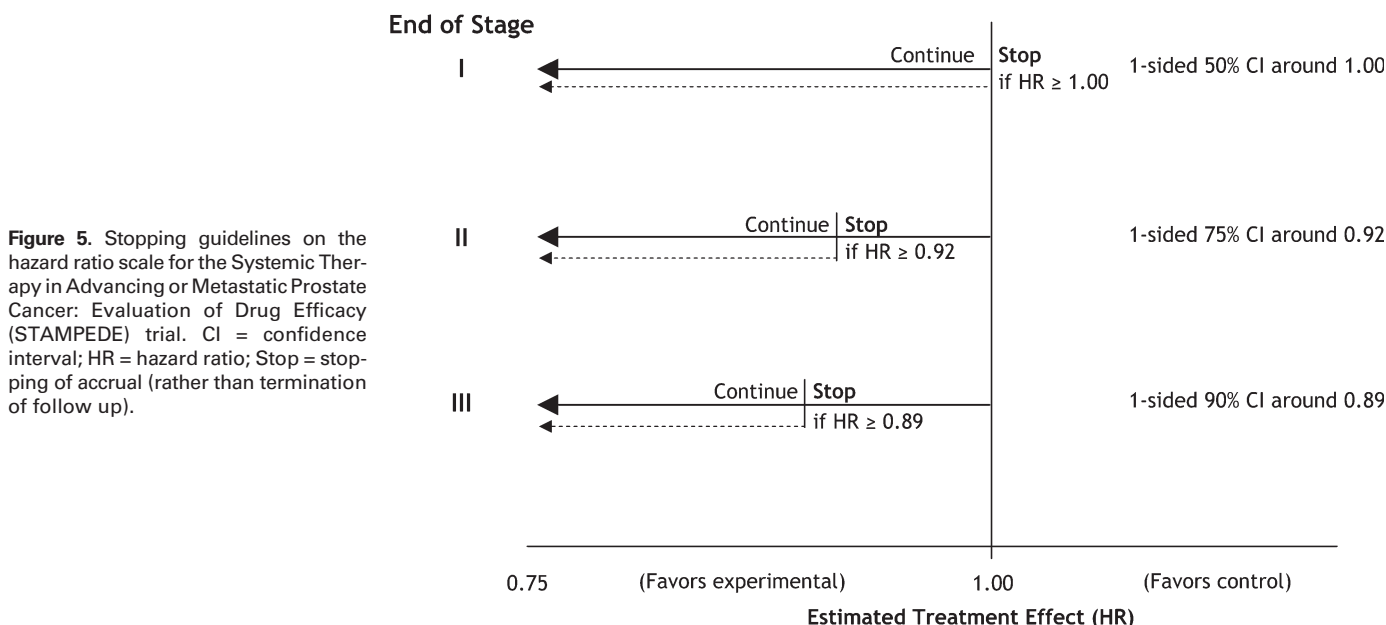 End of Stage
I
Continue
Stop
if HR ≥ 1.00
1-sided 50% CI around 1.00
II
Continue
Stop
if HR ≥ 0.92
1-sided 75% CI around 0.92
III
Continue
Stop
if HR ≥ 0.89
1-sided 90% CI around 0.89
0.75
(Favors experimental)
1.00
(Favors control)
Estimated Treatment Effect (HR)
Figure 5. Stopping guidelines on the
hazard ratio scale for the Systemic Ther-
apy in Advancing or Metastatic Prostate
Cancer: Evaluation of Drug Efficacy
(STAMPEDE) trial. CI = confidence
interval; HR = hazard ratio; Stop = stop-
ping of accrual (rather than termination
of follow up).